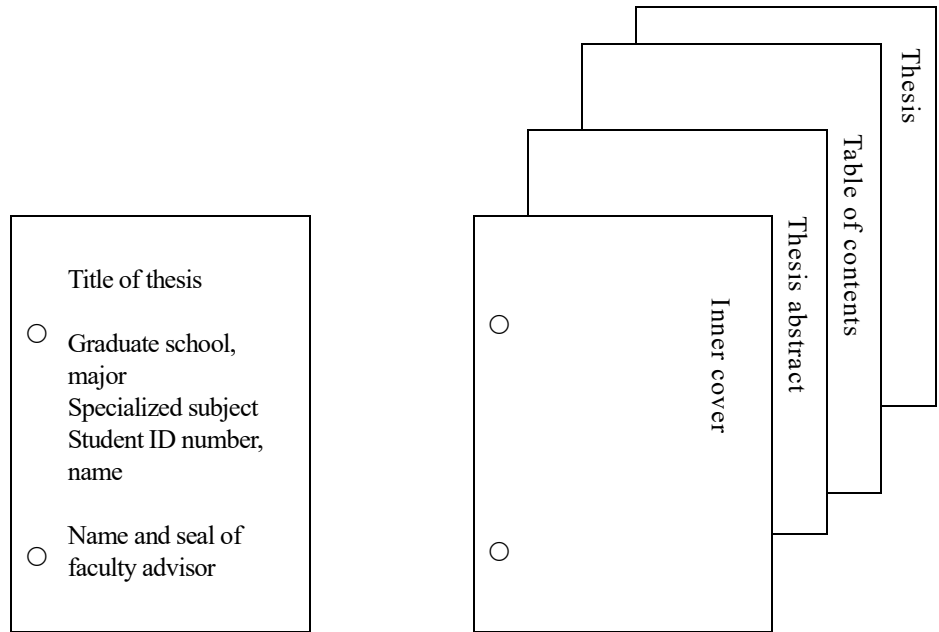 Title of thesis
Graduate school,
major
Specialized subject
Student ID number,
name
Name and seal of
faculty advisor
Inner cover
Thesis abstract
Table of contents
Thesis